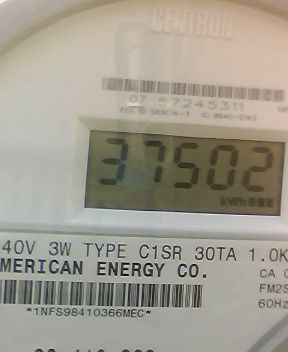 CENTRON
07 57245311
37502
kWh
40V 3W TYPE C1SR 30TA 1.0K
MERICAN ENERGY CO.
CA 0
FM2S
60Hz
*1NFS98410366MEC*